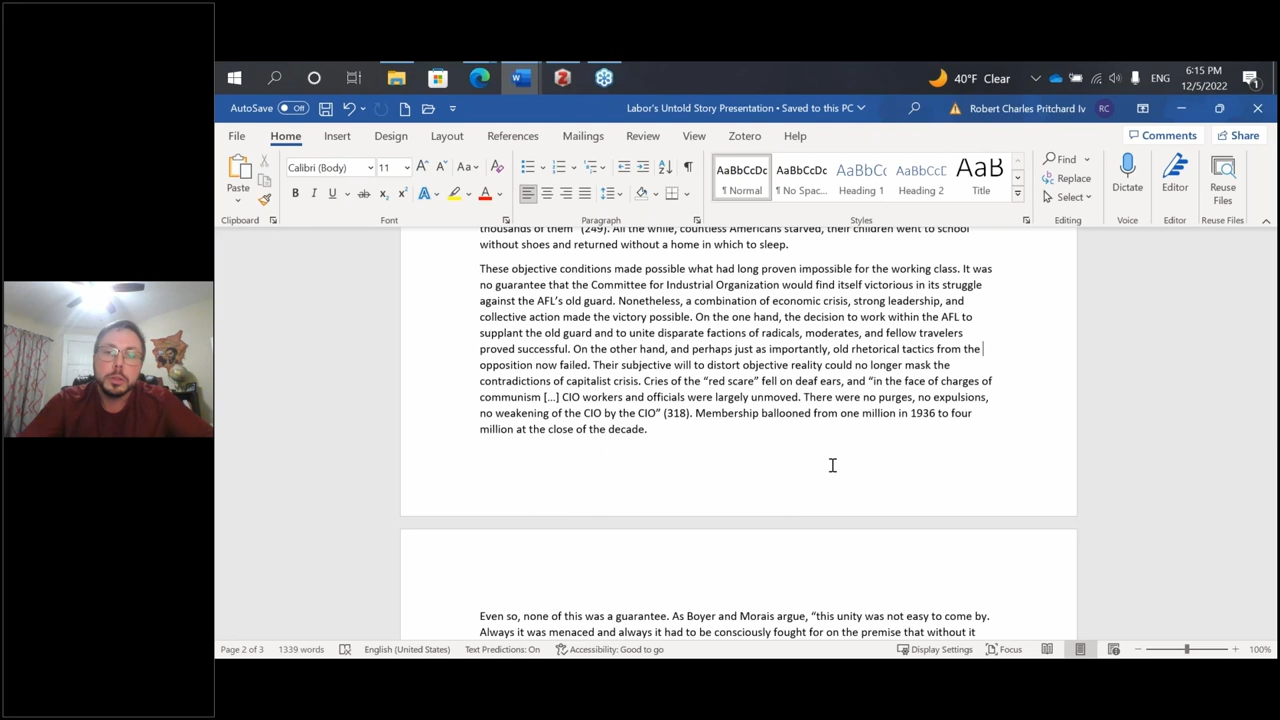 40°F Clear
ENG
6:15 PM
12/5/2022
AutoSave Off
Labor's Untold Story Presentation • Saved to this PC
Robert Charles Pritchard Iv
RC
File Home Insert Design Layout References Mailings Review View Zotero Help
Comments
Share
Paste
Calibri (Body) 11
AaBbCcDc AaBbCcDc AaBbCc AaBbCcD AaB
¶ Normal ¶ No Spac... Heading 1 Heading 2 Title
Find
Replace
Select
Dictate
Editor
Reuse Files
Clipboard Font Paragraph Styles Editing Voice Editor Reuse Files
thousands of them" (249). All the while, countless Americans starved, their children went to school
without shoes and returned without a home in which to sleep.
These objective conditions made possible what had long proven impossible for the working class. It was
no guarantee that the Committee for Industrial Organization would find itself victorious in its struggle
against the AFL's old guard. Nonetheless, a combination of economic crisis, strong leadership, and
collective action made the victory possible. On the one hand, the decision to work within the AFL to
supplant the old guard and to unite disparate factions of radicals, moderates, and fellow travelers
proved successful. On the other hand, and perhaps just as importantly, old rhetorical tactics from the
opposition now failed. Their subjective will to distort objective reality could no longer mask the
contradictions of capitalist crisis. Cries of the “red scare” fell on deaf ears, and “in the face of charges of
communism […] CIO workers and officials were largely unmoved. There were no purges, no expulsions,
no weakening of the CIO by the CIO” (318). Membership ballooned from one million in 1936 to four
million at the close of the decade.
Even so, none of this was a guarantee. As Boyer and Morais argue, “this unity was not easy to come by.
Always it was menaced and always it had to be consciously fought for on the premise that without it
Page 2 of 3 1339 words English (United States) Text Predictions: On Accessibility: Good to go Display Settings Focus 100%